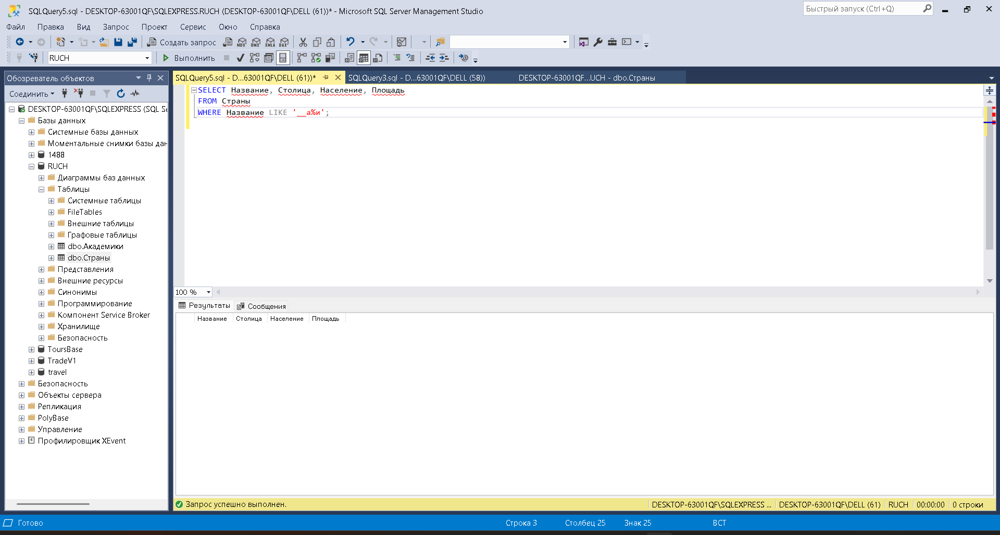 SQLQuery5.sql - DESKTOP-63001QF\SQLEXPRESS.RUCH (DESKTOP-63001QF\DELL (61))* - Microsoft SQL Server Management Studio
Быстрый запуск (Ctrl+Q)
Файл Правка Вид Запрос Проект Сервис Окно Справка
Создать запрос MDX DMX XMLA DAX
RUCH Выполнить
Обозреватель объектов
SQLQuery5.sql - D...63001QF\DELL (61))* SQLQuery3.sql - D...63001QF\DELL (58)) DESKTOP-63001QF...UCH - dbo.Страны
Соединить
SELECT Название, Столица, Население, Площадь
FROM Страны
WHERE Название LIKE '__а%и';
DESKTOP-63001QF\SQLEXPRESS (SQL Se
Базы данных
Системные базы данных
Моментальные снимки базы дан
1488
RUCH
Диаграммы баз данных
Таблицы
Системные таблицы
FileTables
Внешние таблицы
Графовые таблицы
dbo.Академики
dbo.Страны
Представления
Внешние ресурсы
Синонимы
Программирование
Компонент Service Broker
Хранилище
Безопасность
ToursBase
TradeV1
travel
Безопасность
Объекты сервера
Репликация
PolyBase
Управление
Профилировщик XEvent
100 %
Результаты Сообщения
Название Столица Население Площадь
Запрос успешно выполнен. DESKTOP-63001QF\SQLEXPRESS ... DESKTOP-63001QF\DELL (61) RUCH 00:00:00 0 строки
Готово Строка 3 Столбец 25 Знак 25 ВСТ